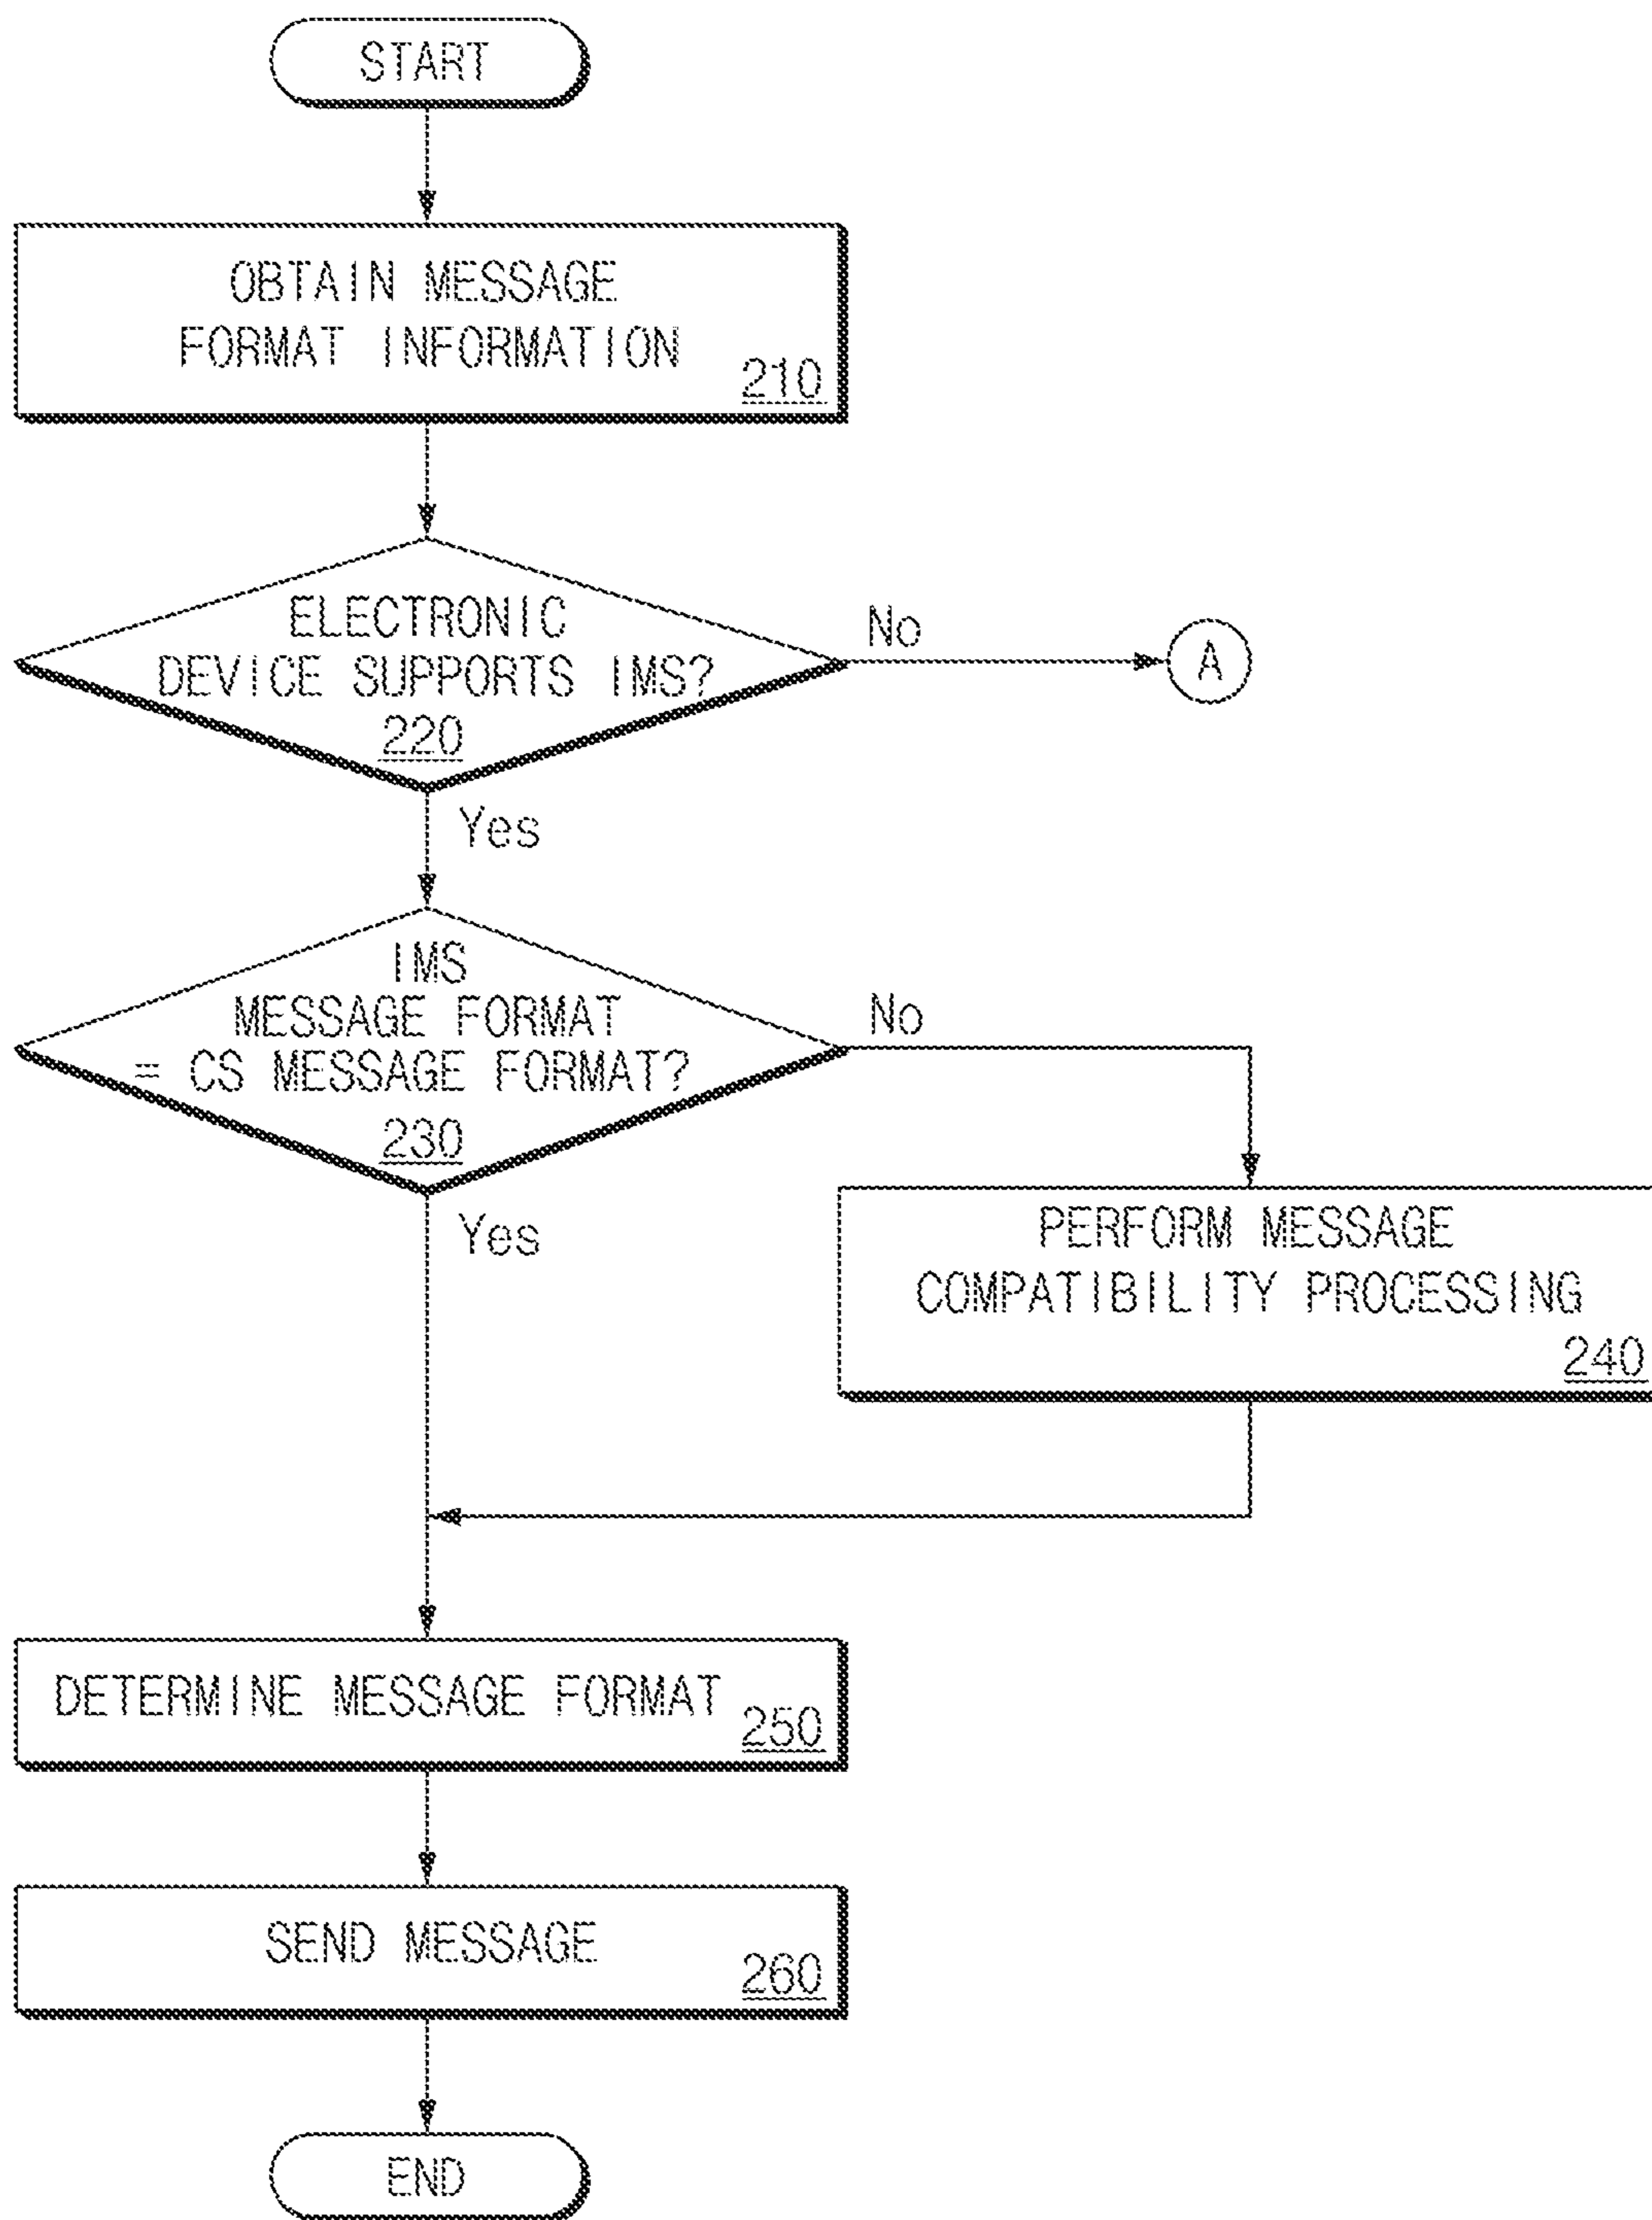 START
OBTAIN MESSAGE
FORMAT INFORMATION
210
ELECTRONIC
DEVICE SUPPORTS IMS?
220
No
A
Yes
IMS
MESSAGE FORMAT
= CS MESSAGE FORMAT?
230
No
Yes
PERFORM MESSAGE
COMPATIBILITY PROCESSING
240
DETERMINE MESSAGE FORMAT
250
SEND MESSAGE
260
END